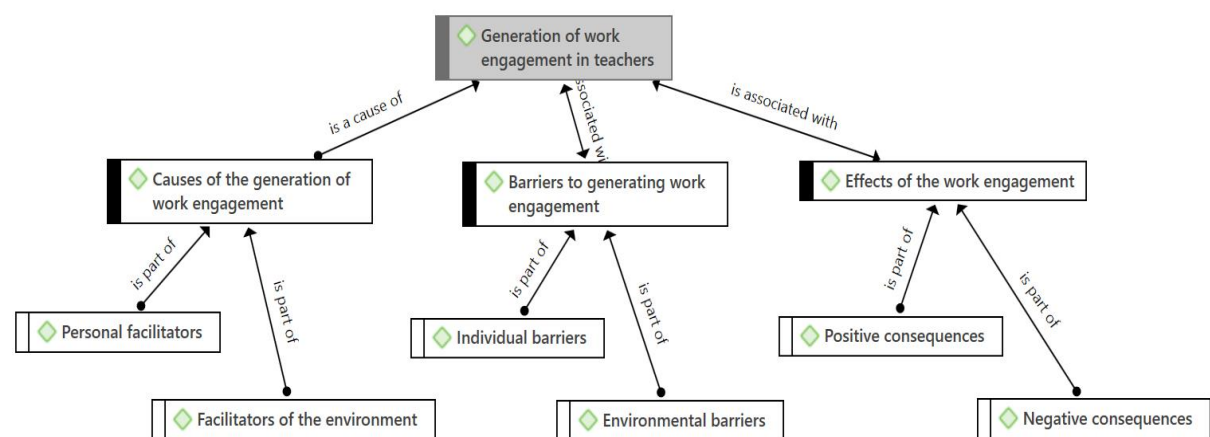 Generation of work
engagement in teachers
is a cause of
is associated with
Causes of the generation of
work engagement
Barriers to generating work
engagement
Effects of the work engagement
is part of
is part of
is part of
is part of
is part of
is part of
Personal facilitators
Individual barriers
Positive consequences
Facilitators of the environment
Environmental barriers
Negative consequences